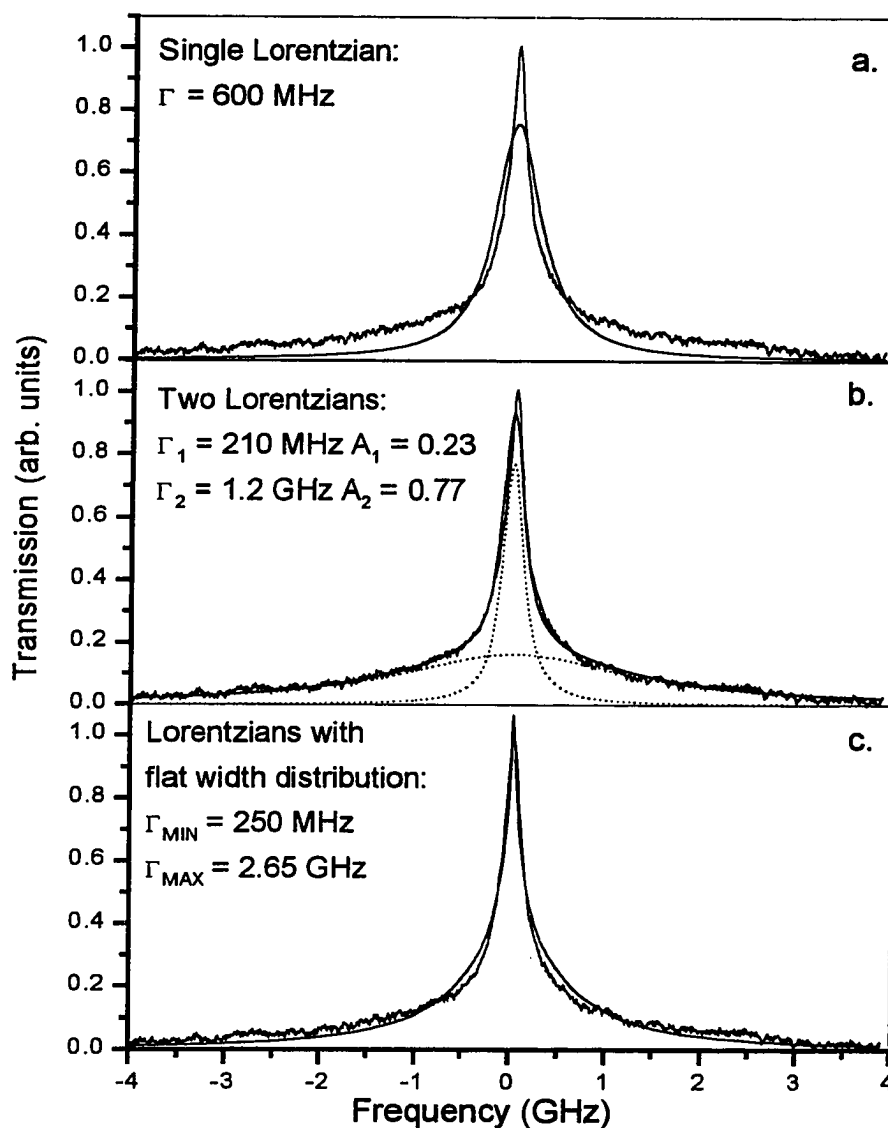 Single Lorentzian:
Γ = 600 MHz
a.
1.0
0.8
0.6
0.4
0.2
0.0
Two Lorentzians:
Γ1 = 210 MHz A1 = 0.23
Γ2 = 1.2 GHz A2 = 0.77
b.
1.0
0.8
0.6
0.4
0.2
0.0
Transmission (arb. units)
Lorentzians with
flat width distribution:
ΓMIN = 250 MHz
ΓMAX = 2.65 GHz
c.
1.0
0.8
0.6
0.4
0.2
0.0
-4 -3 -2 -1 0 1 2 3 4
Frequency (GHz)